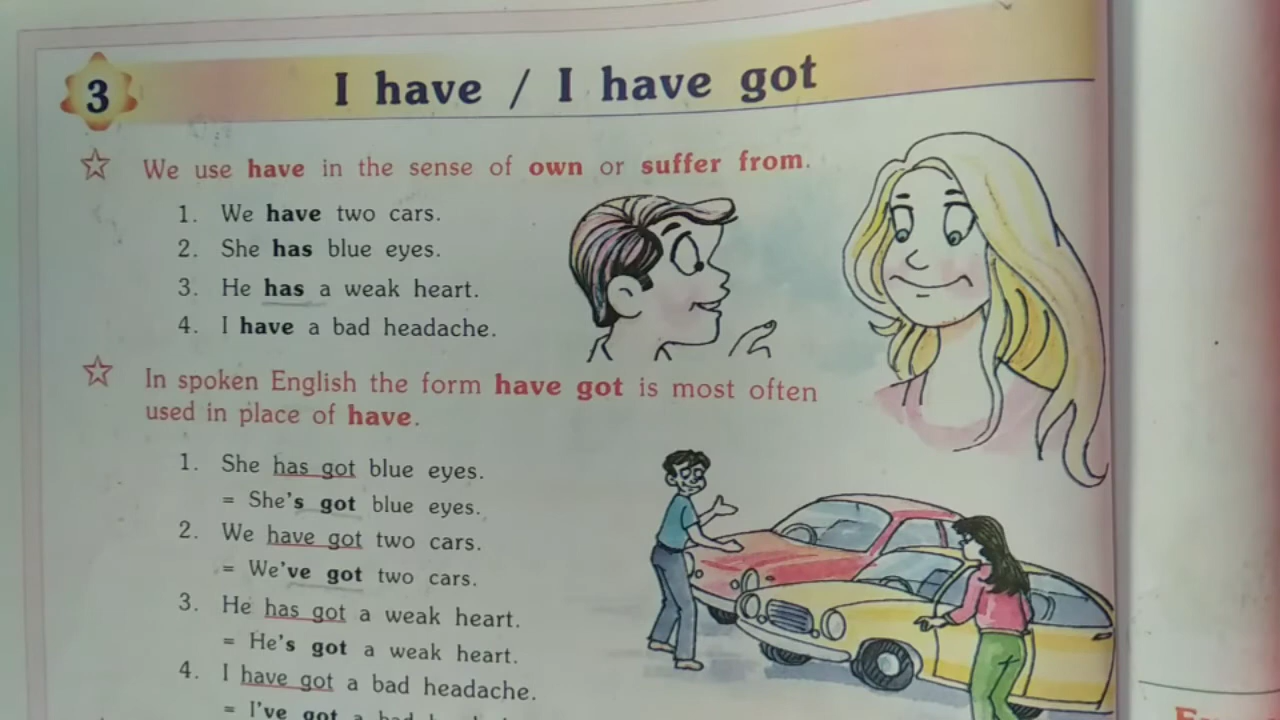 3
I have / I have got
We use have in the sense of own or suffer from.
1. We have two cars.
2. She has blue eyes.
3. He has a weak heart.
4. I have a bad headache.
In spoken English the form have got is most often
used in place of have.
1. She has got blue eyes.
= She's got blue eyes.
2. We have got two cars.
= We've got two cars.
3. He has got a weak heart.
= He's got a weak heart.
4. I have got a bad headache.
= I've got a bad